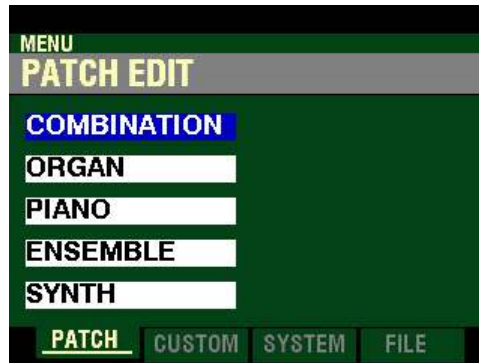 MENU
PATCH EDIT
COMBINATION
ORGAN
PIANO
ENSEMBLE
SYNTH
PATCH CUSTOM SYSTEM FILE